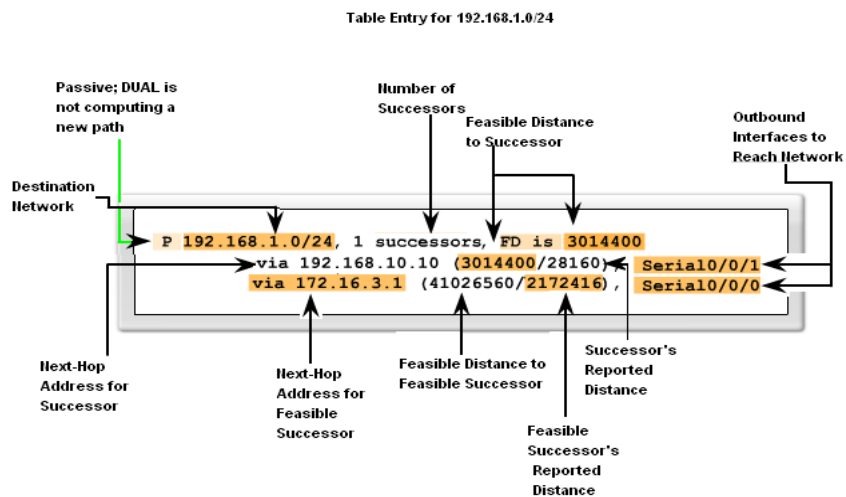 Table Entry for 192.168.1.0/24
Passive; DUAL is
not computing a
new path
Number of
Successors
Feasible Distance
to Successor
Outbound
Interfaces to
Reach Network
Destination
Network
P 192.168.1.0/24, 1 successors, FD is 3014400
via 192.168.10.10 (3014400/28160), Serial0/0/1
via 172.16.3.1 (41026560/2172416), Serial0/0/0
Next-Hop
Address for
Successor
Next-Hop
Address for
Feasible
Successor
Feasible Distance to
Feasible Successor
Successor's
Reported
Distance
Feasible
Successor's
Reported
Distance